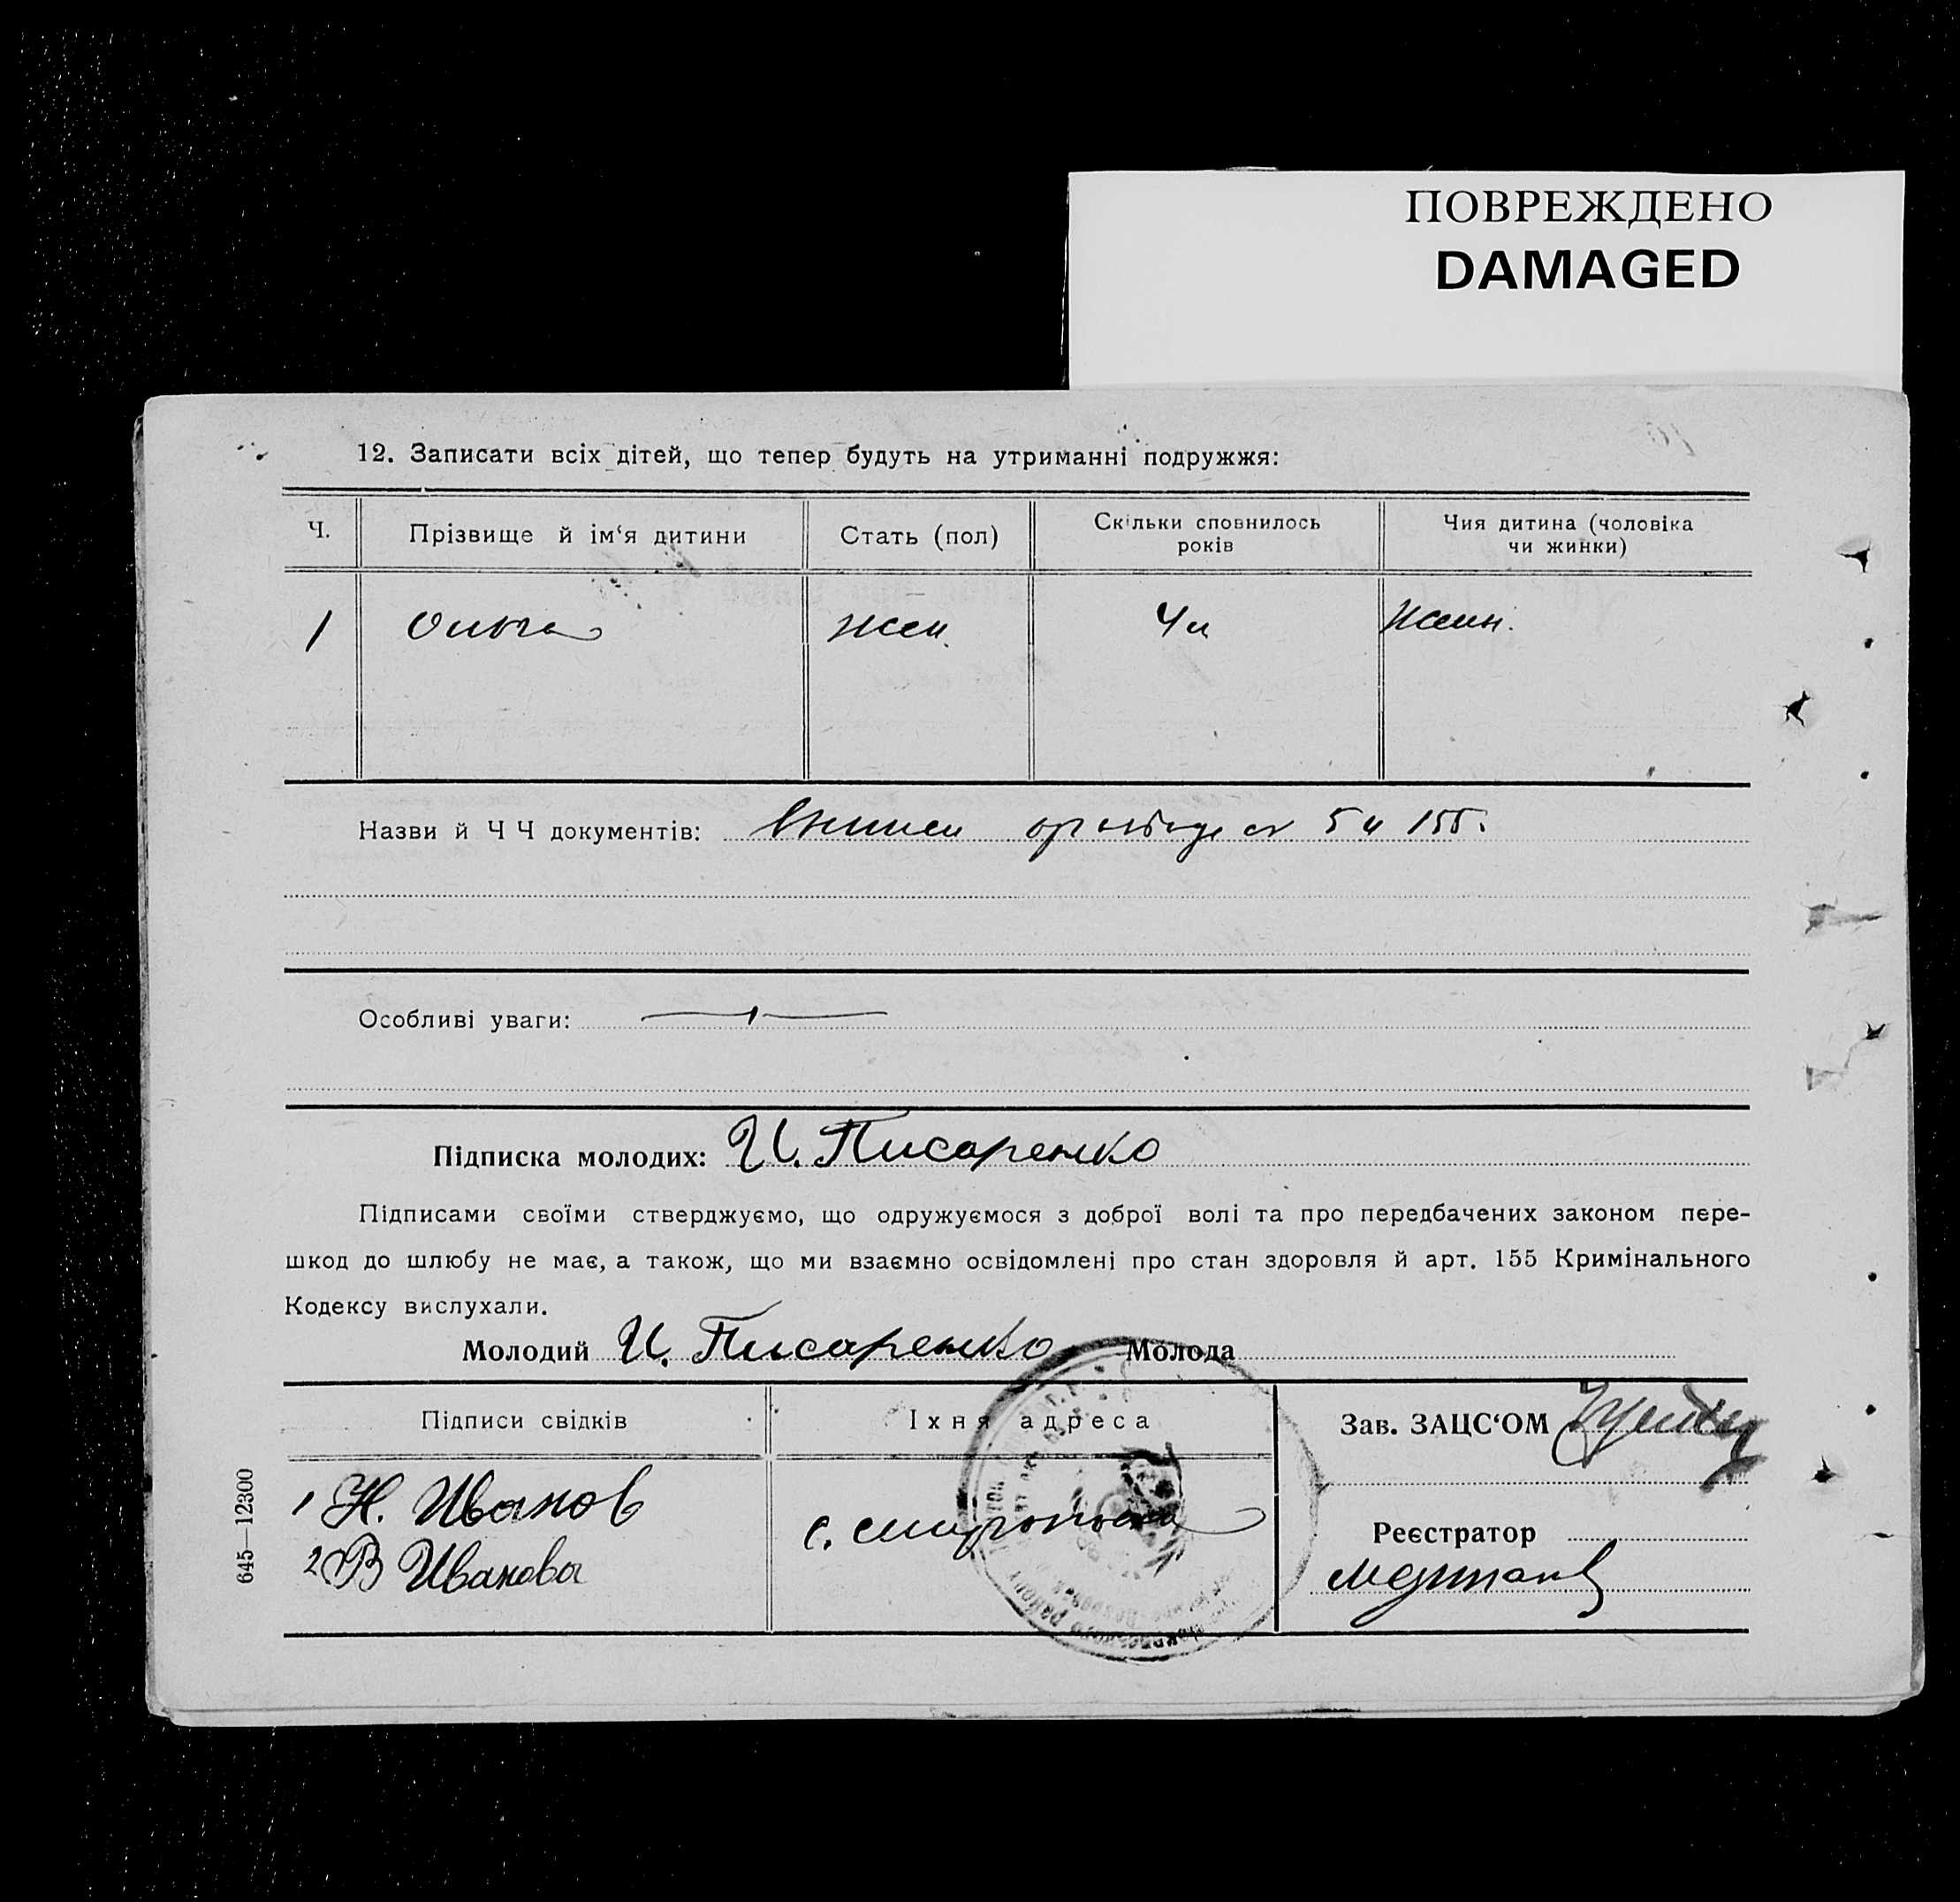 ПОВРЕЖДЕНО
DAMAGED
12. Записати всіх дітей, що тепер будуть на утриманні подружжя:
Ч. Прізвище й ім‘я дитини Стать (пол) Скільки сповнилось років Чия дитина (чоловіка чи жинки)
1 Ольга жен. 4 жен.
Назви й Ч Ч документів: 5 155.
Особливі уваги:
Підписка молодих: И. Писаренко
Підписами своїми стверджуємо, що одружуємося з доброї волі та про передбачених законом пере-
шкод до шлюбу не має, а також, що ми взаємно освідомлені про стан здоровля й арт. 155 Кримінального
Кодексу вислухали.
Молодий И. Писаренко Молода
Підписи свідків Їхня адреса Зав. ЗАЦС‘ОМ
1 Н. Иванов
с.
Реєстратор
2 В Иванова
645—12300